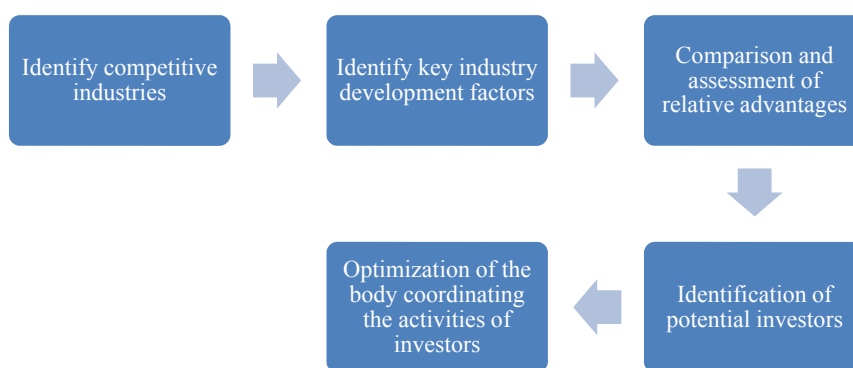 Identify competitive
industries
Identify key industry
development factors
Comparison and
assessment of
relative advantages
Identification of
potential investors
Optimization of the
body coordinating
the activities of
investors